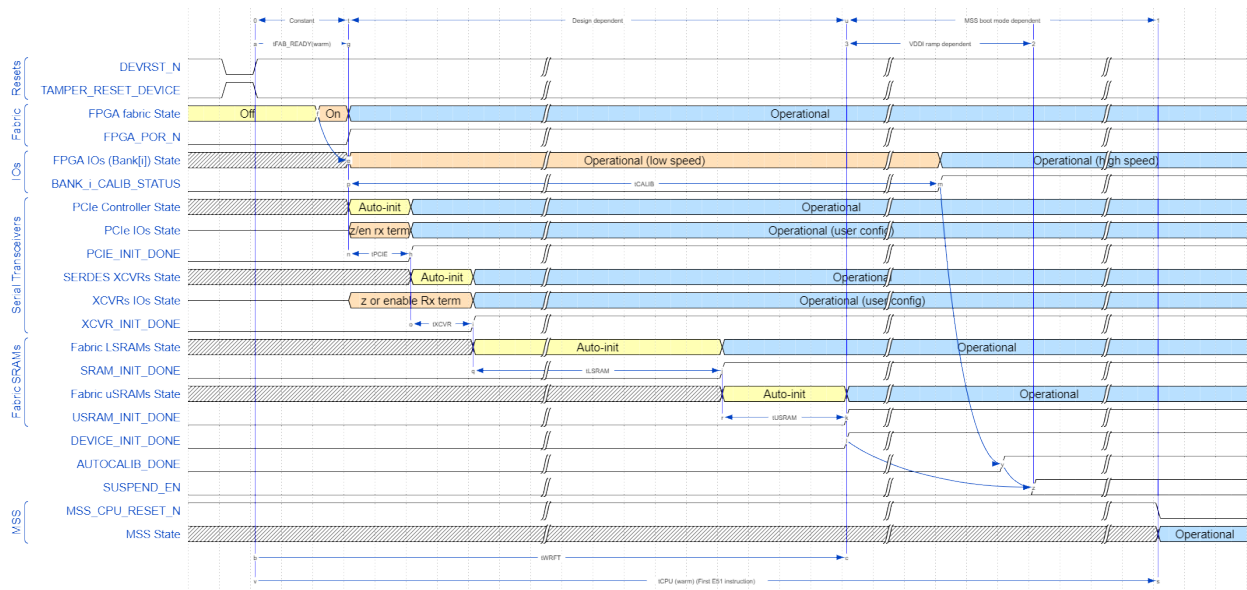 Constant
Design dependent
MSS boot mode dependent
tFAB_READY(warm)
VDDI ramp dependent
Resets
DEVRST_N
TAMPER_RESET_DEVICE
Fabric
FPGA fabric State
Off
On
Operational
FPGA_POR_N
IOs
FPGA IOs (Bank[i]) State
Operational (low speed)
Operational (high speed)
BANK_i_CALIB_STATUS
tCALIB
Serial Transceivers
PCIe Controller State
Auto-init
Operational
PCIe IOs State
z/en rx term
Operational (user config)
PCIE_INIT_DONE
tPCIE
SERDES XCVRs State
Auto-init
Operational
XCVRs IOs State
z or enable Rx term
Operational (user config)
XCVR_INIT_DONE
tXCVR
Fabric SRAMs
Fabric LSRAMs State
Auto-init
Operational
SRAM_INIT_DONE
tLSRAM
Fabric uSRAMs State
Auto-init
Operational
USRAM_INIT_DONE
tUSRAM
DEVICE_INIT_DONE
AUTOCALIB_DONE
SUSPEND_EN
MSS
MSS_CPU_RESET_N
MSS State
Operational
tWRFT
tCPU (warm) (First E51 instruction)